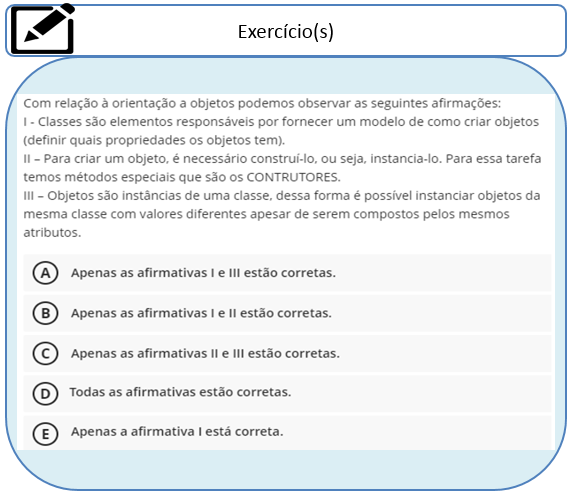 Exercício(s)
Com relação à orientação a objetos podemos observar as seguintes afirmações:
I - Classes são elementos responsáveis por fornecer um modelo de como criar objetos
(definir quais propriedades os objetos tem).
II – Para criar um objeto, é necessário construí-lo, ou seja, instancia-lo. Para essa tarefa
temos métodos especiais que são os CONTRUTORES.
III – Objetos são instâncias de uma classe, dessa forma é possível instanciar objetos da
mesma classe com valores diferentes apesar de serem compostos pelos mesmos
atributos.
A Apenas as afirmativas I e III estão corretas.
B Apenas as afirmativas I e II estão corretas.
C Apenas as afirmativas II e III estão corretas.
D Todas as afirmativas estão corretas.
E Apenas a afirmativa I está correta.